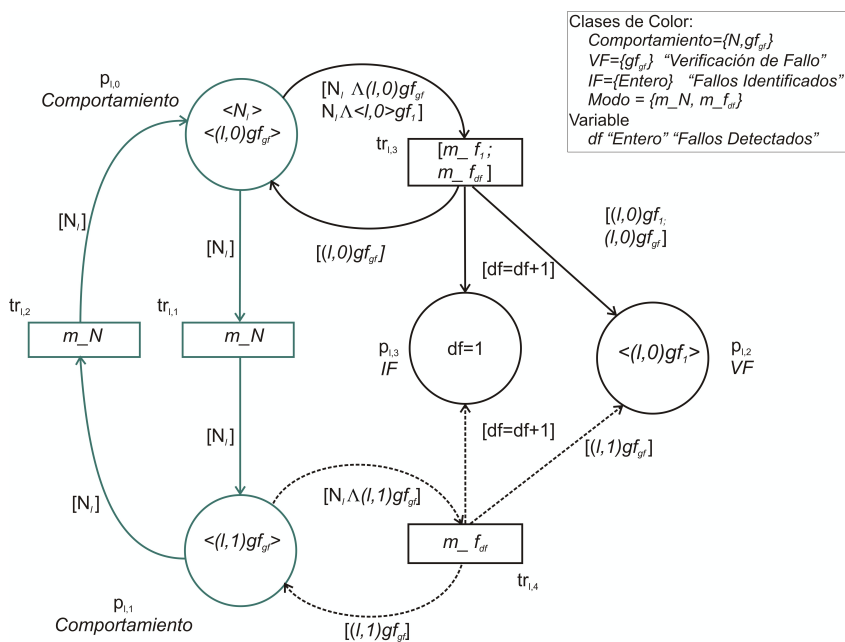 Clases de Color:
Comportamiento={N,gf_gf}
VF={gf_gf} “Verificación de Fallo”
IF={Entero} “Fallos Identificados”
Modo = {m_N, m_f_df}
Variable
df “Entero” “Fallos Detectados”
p_l,0
Comportamiento
<N_l>
<(l,0)gf_gf>
[N_l Λ(l,0)gf_gf
N_lΛ<l,0>gf_1]
tr_l,3
[m_ f_1;
m_ f_df]
[(l,0)gf_gf]
[(l,0)gf_1;
(l,0)gf_gf]
[N_l]
[N_l]
[df=df+1]
tr_l,2
m_N
tr_l,1
m_N
p_l,3
IF
df=1
<(l,0)gf_1>
p_l,2
VF
[N_l]
[df=df+1]
[(l,1)gf_gf]
[N_l]
[N_l Λ(l,1)gf_gf]
<(l,1)gf_gf>
m_ f_df
tr_l,4
p_l,1
Comportamiento
[(l,1)gf_gf]